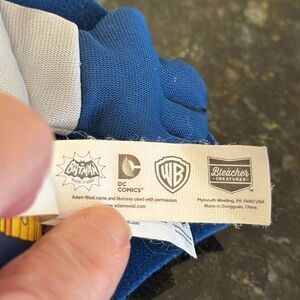 BATMAN
DC
COMICS™
WB
Bleacher
CREATURES
Adam West name and likeness used with permission
www.adamwest.com
Plymouth Meeting, PA 19462 USA
Made in Dongguan, China.